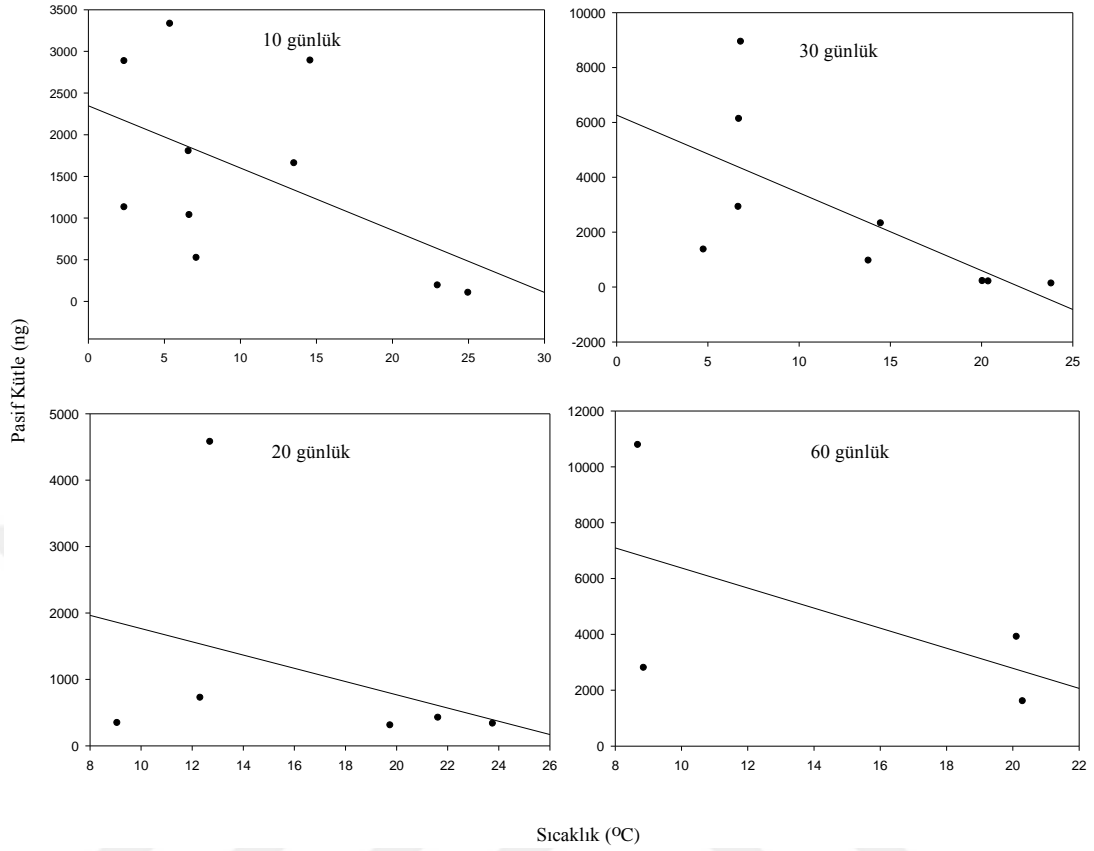 10 günlük
3500
3000
2500
2000
1500
1000
500
0
0 5 10 15 20 25 30
30 günlük
10000
8000
6000
4000
2000
0
-2000
0 5 10 15 20 25
Pasif Kütle (ng)
20 günlük
5000
4000
3000
2000
1000
0
8 10 12 14 16 18 20 22 24 26
60 günlük
12000
10000
8000
6000
4000
2000
0
8 10 12 14 16 18 20 22
Sıcaklık (ºC)